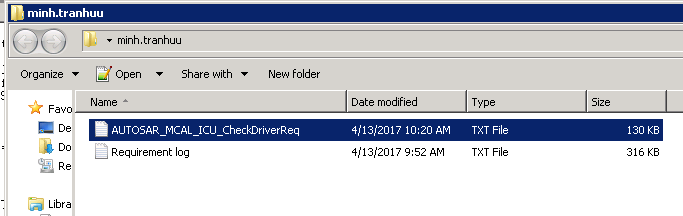 minh.tranhuu
minh.tranhuu
Organize Open Share with New folder
Name Date modified Type Size
Favo
AUTOSAR_MCAL_ICU_CheckDriverReq 4/13/2017 10:20 AM TXT File 130 KB
De
Do
Requirement log 4/13/2017 9:52 AM TXT File 316 KB
Re
Libra